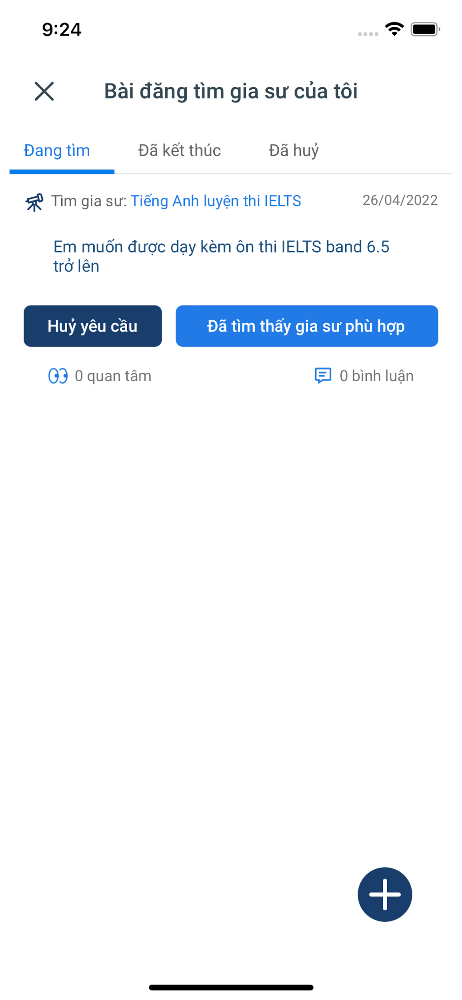 9:24
Bài đăng tìm gia sư của tôi
Đang tìm Đã kết thúc Đã huỷ
Tìm gia sư: Tiếng Anh luyện thi IELTS 26/04/2022
Em muốn được dạy kèm ôn thi IELTS band 6.5
trở lên
Huỷ yêu cầu Đã tìm thấy gia sư phù hợp
0 quan tâm 0 bình luận